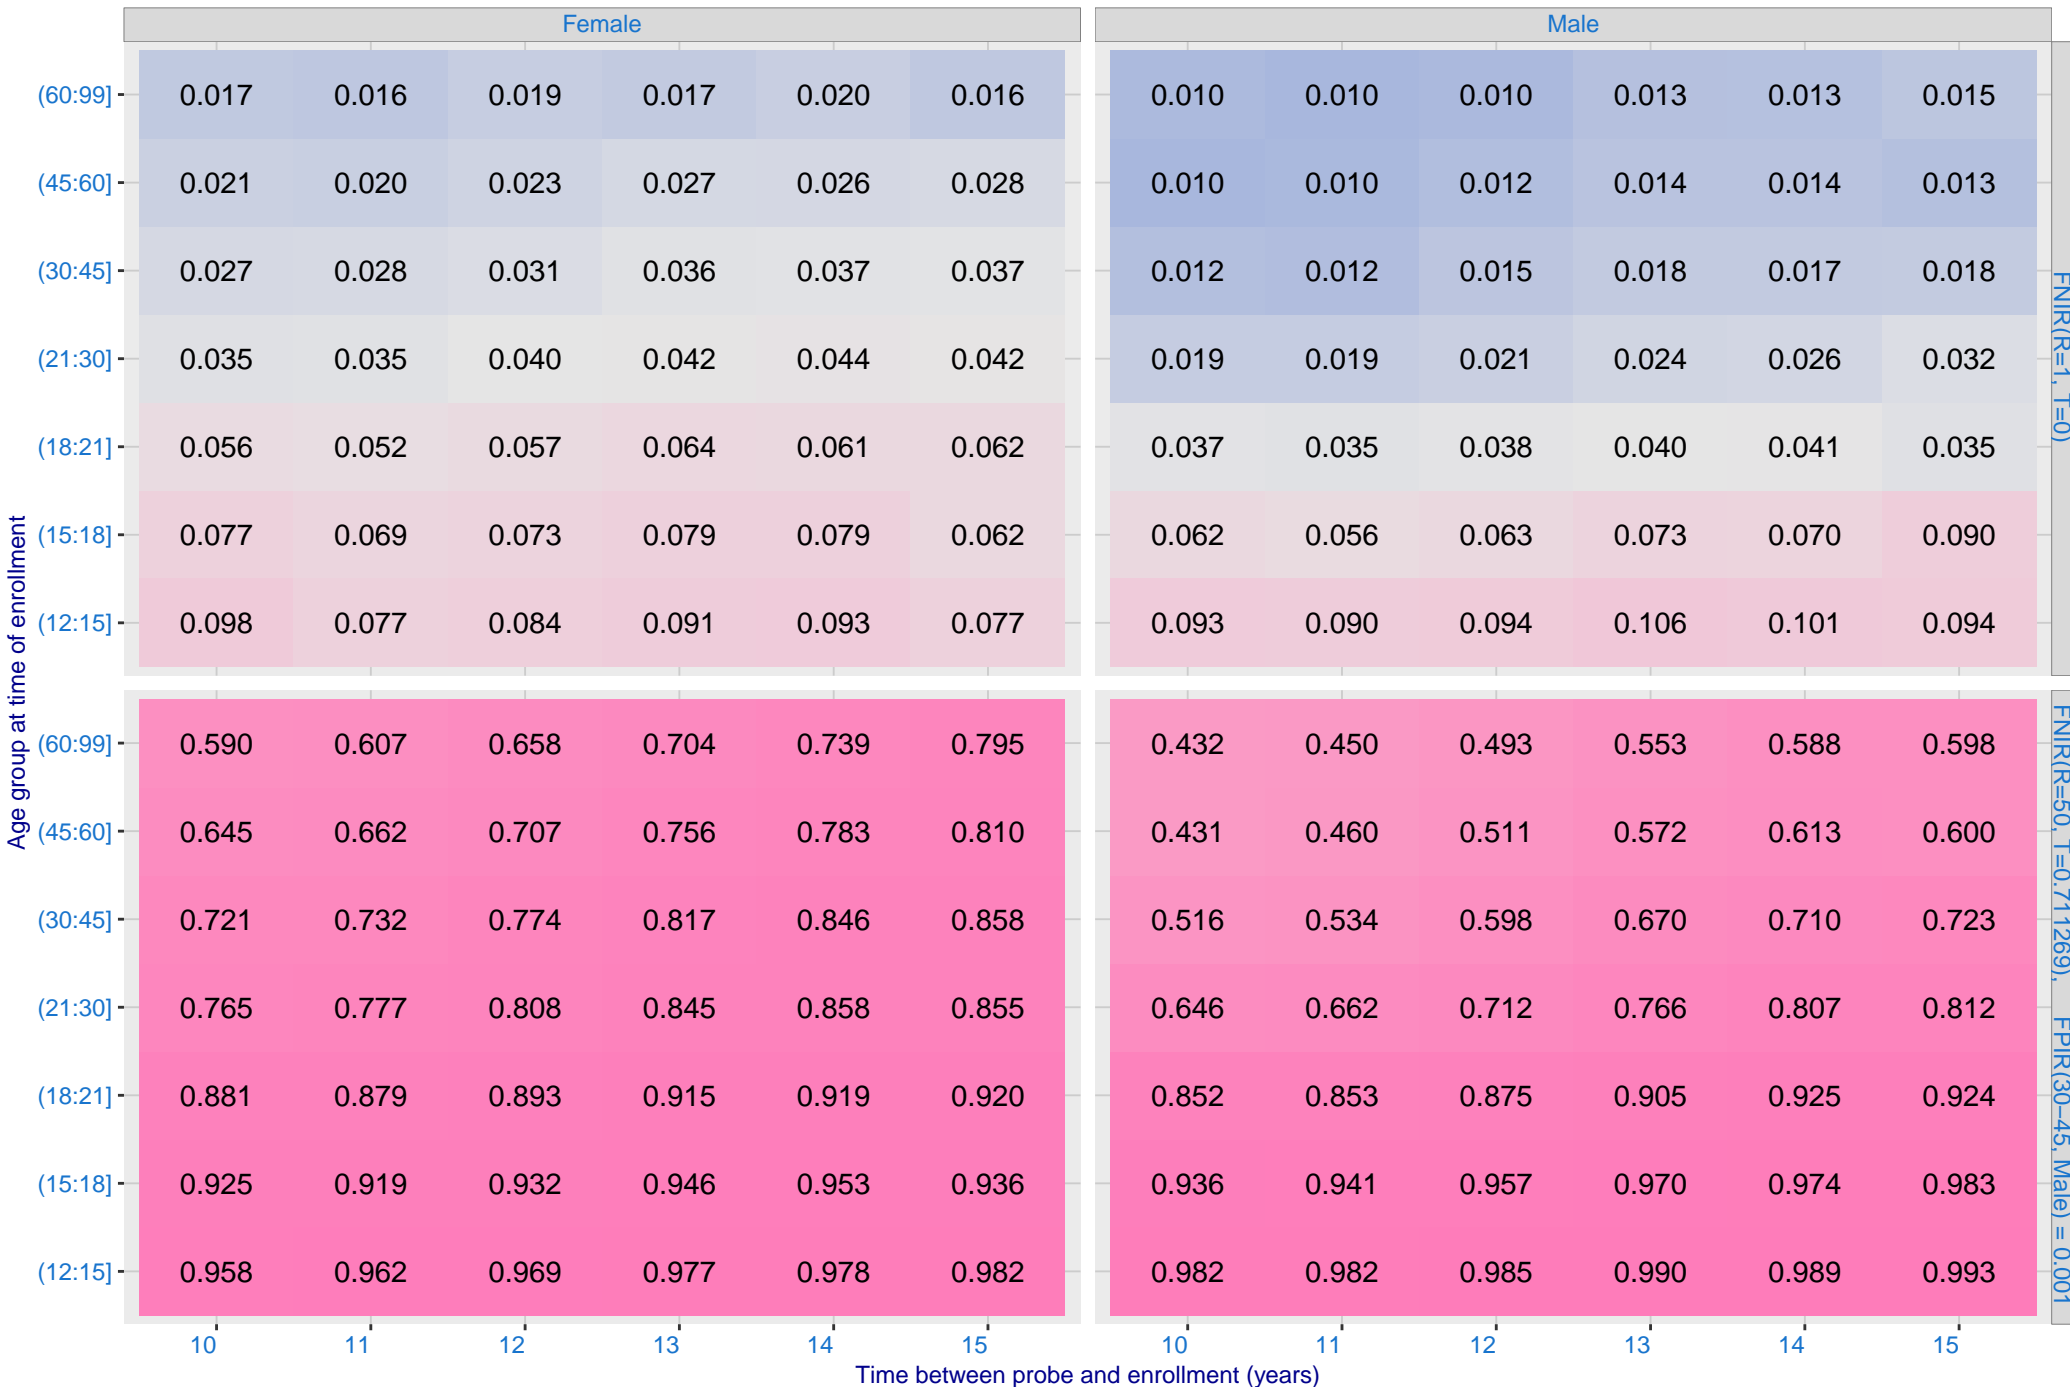 Female Male
(60:99] 0.017 0.016 0.019 0.017 0.020 0.016 0.010 0.010 0.010 0.013 0.013 0.015
(45:60] 0.021 0.020 0.023 0.027 0.026 0.028 0.010 0.010 0.012 0.014 0.014 0.013
(30:45] 0.027 0.028 0.031 0.036 0.037 0.037 0.012 0.012 0.015 0.018 0.017 0.018
(21:30] 0.035 0.035 0.040 0.042 0.044 0.042 0.019 0.019 0.021 0.024 0.026 0.032
(18:21] 0.056 0.052 0.057 0.064 0.061 0.062 0.037 0.035 0.038 0.040 0.041 0.035
(15:18] 0.077 0.069 0.073 0.079 0.079 0.062 0.062 0.056 0.063 0.073 0.070 0.090
(12:15] 0.098 0.077 0.084 0.091 0.093 0.077 0.093 0.090 0.094 0.106 0.101 0.094
FNIR(R=1, T=0)
(60:99] 0.590 0.607 0.658 0.704 0.739 0.795 0.432 0.450 0.493 0.553 0.588 0.598
(45:60] 0.645 0.662 0.707 0.756 0.783 0.810 0.431 0.460 0.511 0.572 0.613 0.600
(30:45] 0.721 0.732 0.774 0.817 0.846 0.858 0.516 0.534 0.598 0.670 0.710 0.723
(21:30] 0.765 0.777 0.808 0.845 0.858 0.855 0.646 0.662 0.712 0.766 0.807 0.812
(18:21] 0.881 0.879 0.893 0.915 0.919 0.920 0.852 0.853 0.875 0.905 0.925 0.924
(15:18] 0.925 0.919 0.932 0.946 0.953 0.936 0.936 0.941 0.957 0.970 0.974 0.983
(12:15] 0.958 0.962 0.969 0.977 0.978 0.982 0.982 0.982 0.985 0.990 0.989 0.993
FNIR(R=50, T=0.711269), FPIR(30−45, Male) = 0.001
10 11 12 13 14 15 10 11 12 13 14 15
Time between probe and enrollment (years)
Age group at time of enrollment